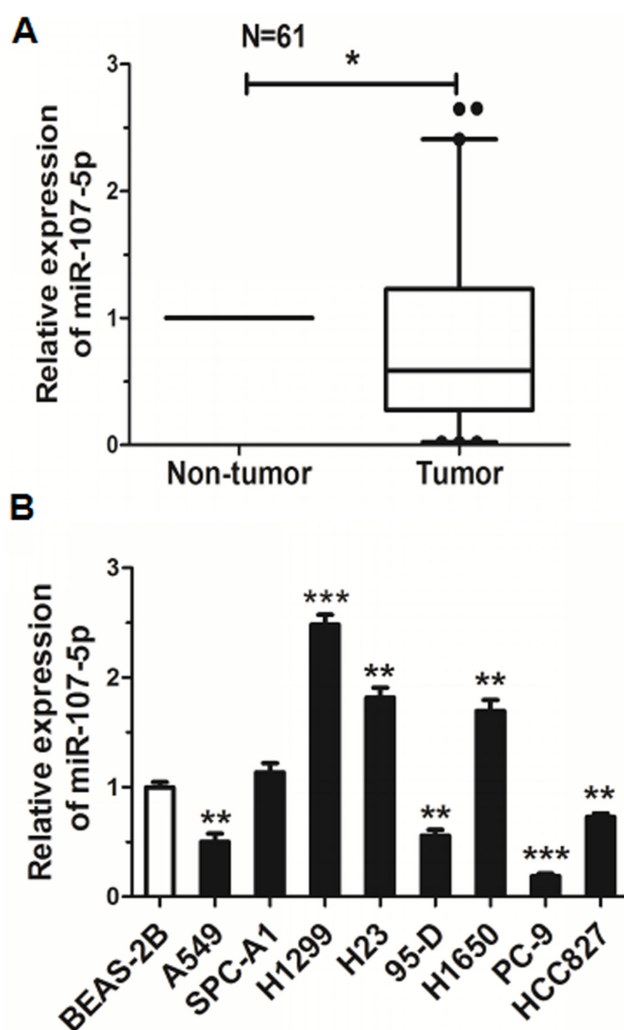 A
N=61
*
Relative expression
of miR-107-5p
3
2
1
0
Non-tumor
Tumor
B
Relative expression
of miR-107-5p
3
2
1
0
**
***
**
**
**
***
**
BEAS-2B
A549
SPC-A1
H1299
H23
95-D
H1650
PC-9
HCC827